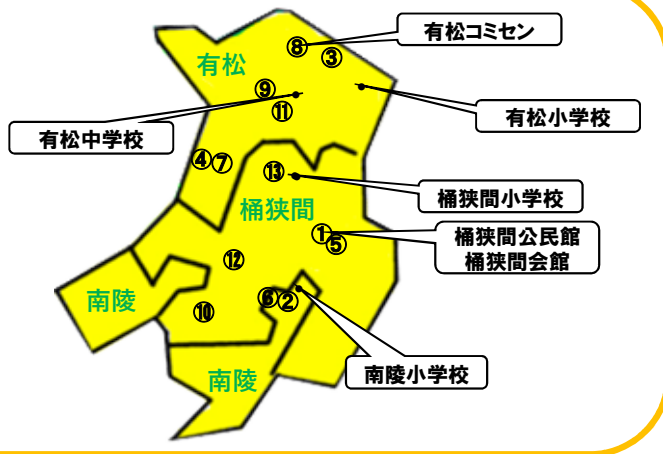 有松コミセン
⑧
③
有松
⑨
⑪
有松小学校
有松中学校
④⑦
⑬
桶狭間小学校
桶狭間
①
⑤
桶狭間公民館
桶狭間会館
⑫
南陵
⑥②
⑩
南陵
南陵小学校